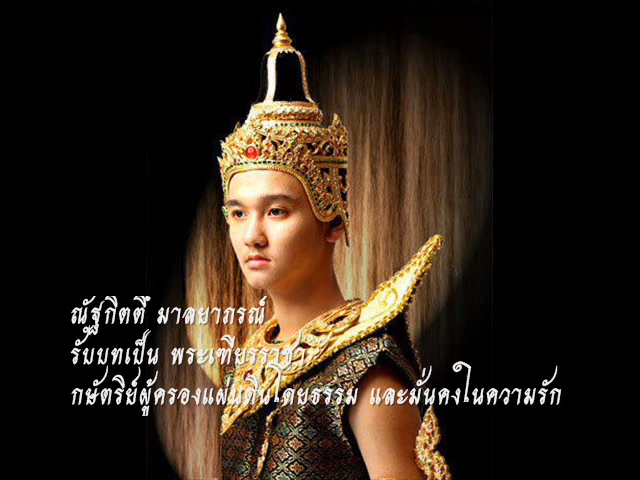 ณัฐกิตติ์ มาลยาภรณ์
รับบทเป็น พระเฑียรราชา
กษัตริย์ผู้ครองแผ่นดินโดยธรรม และมั่นคงในความรัก